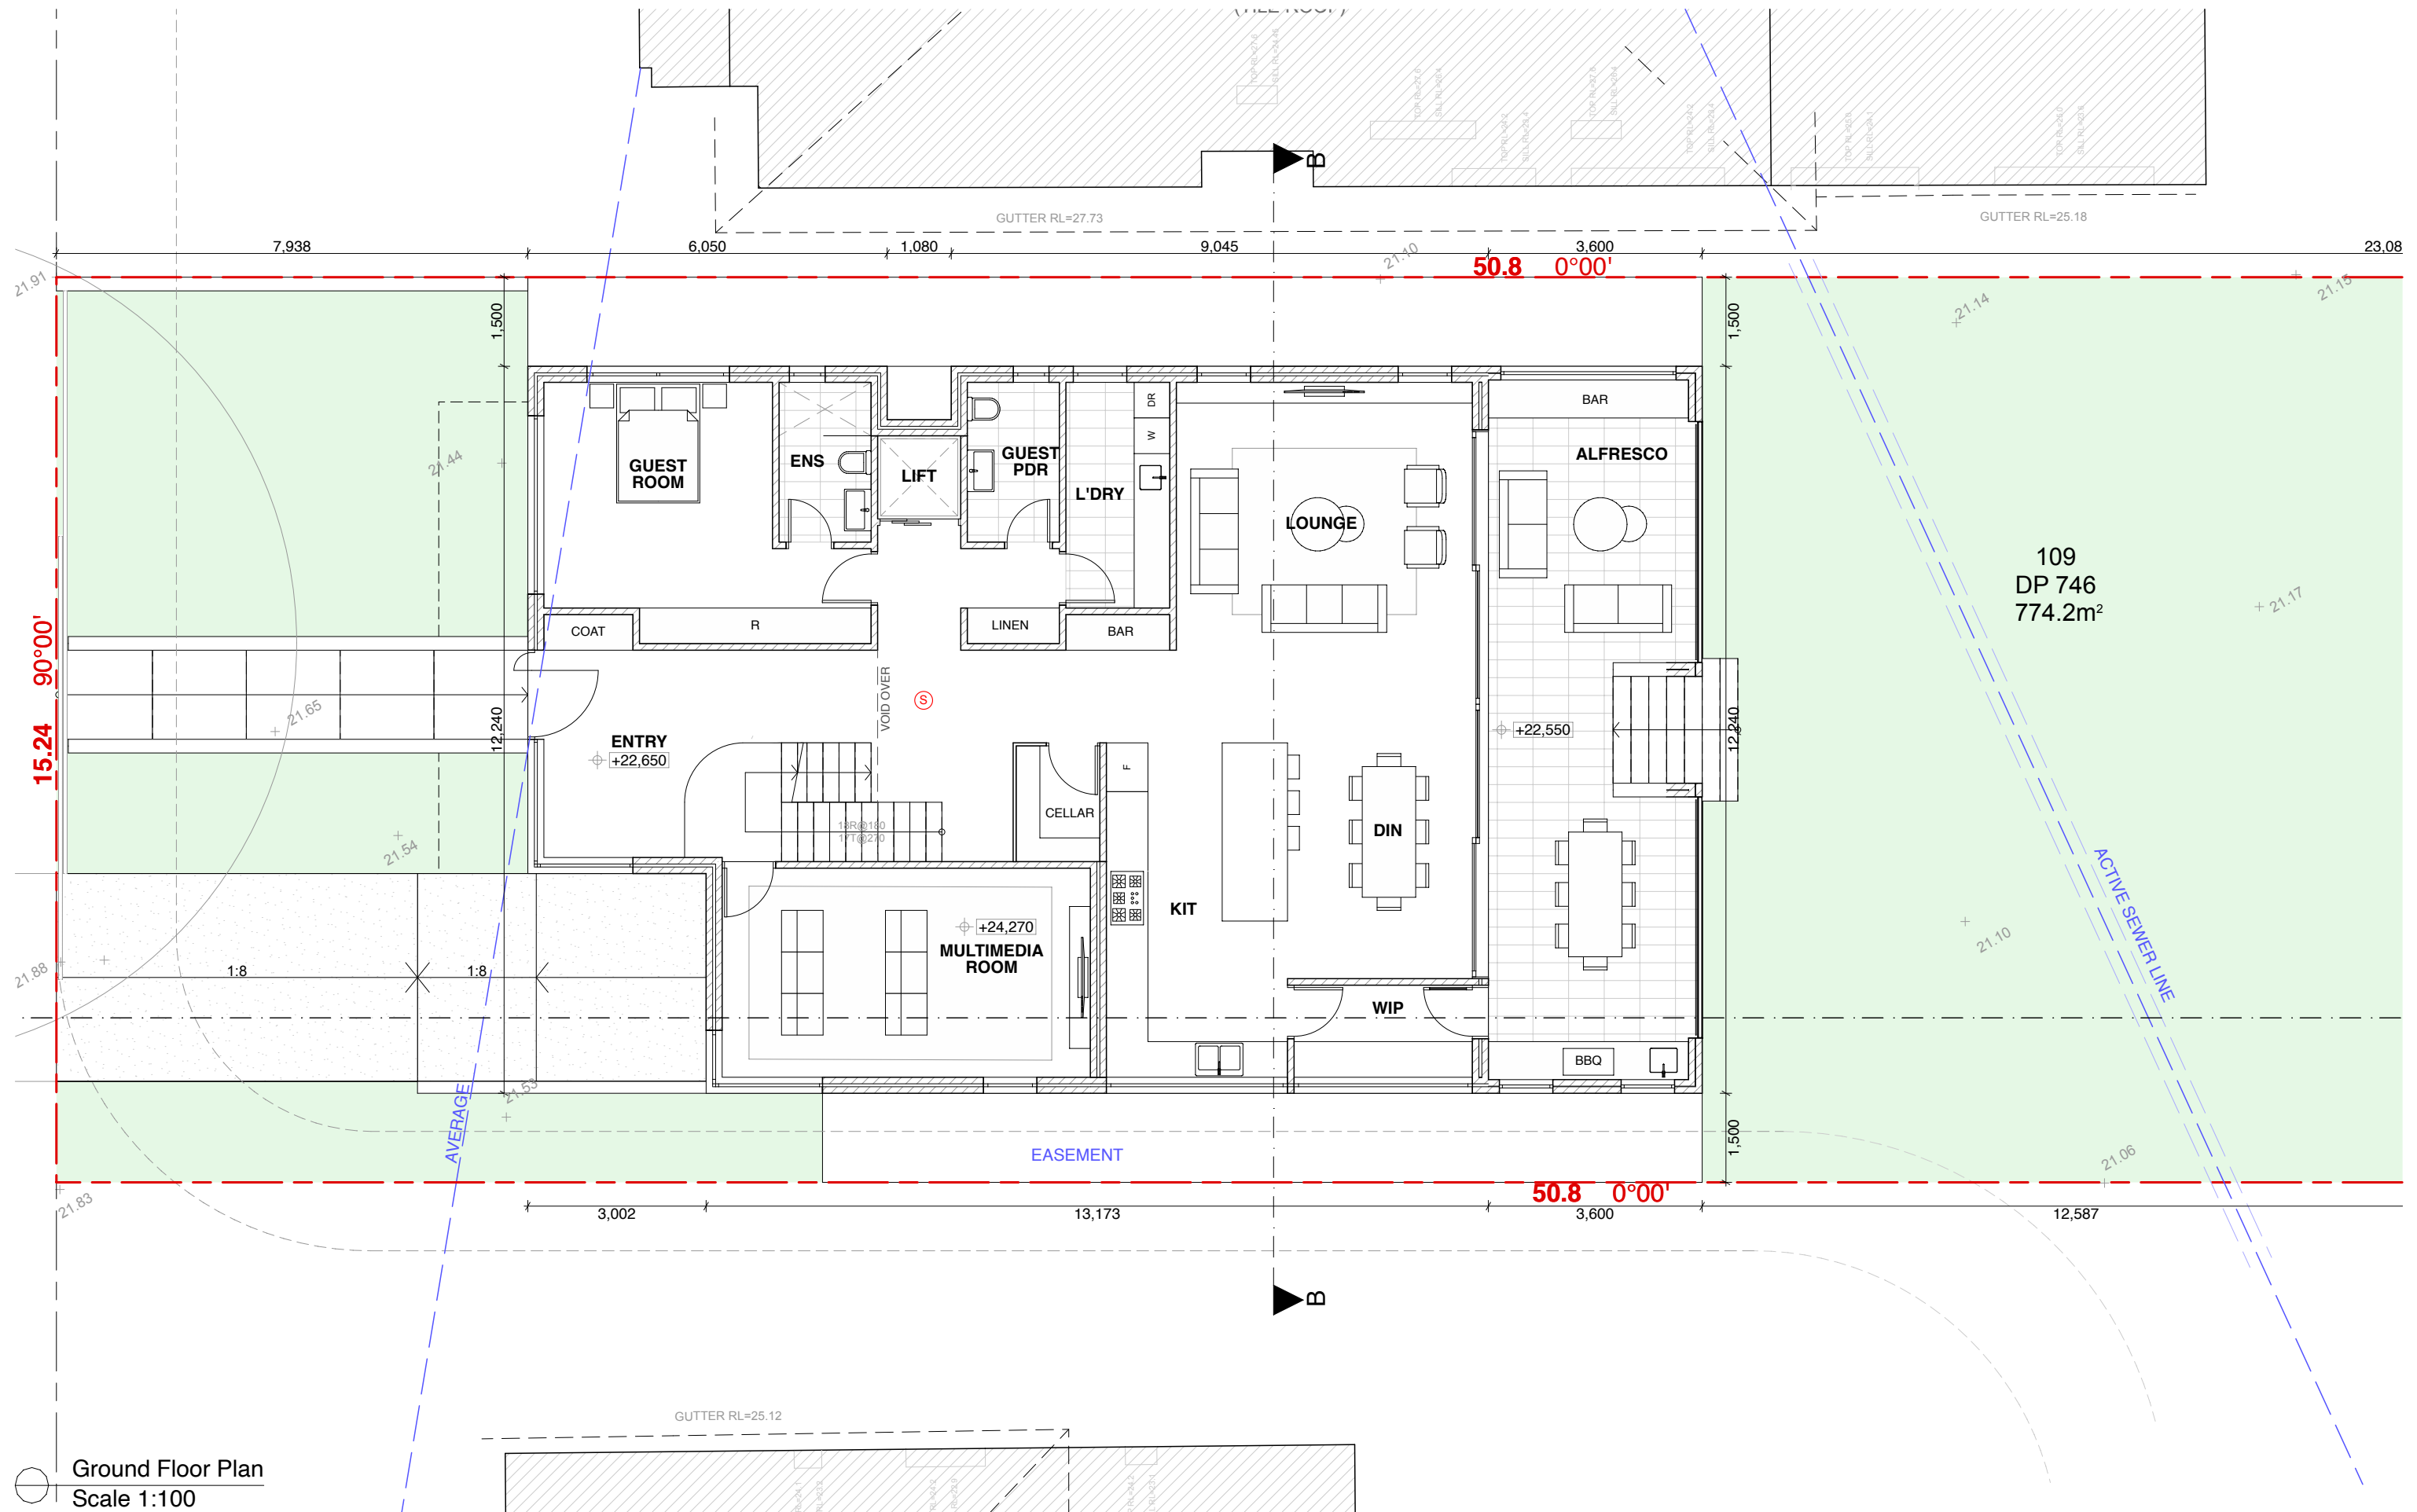 GUTTER RL=27.73
GUTTER RL=25.18
7,938
6,050
1,080
9,045
3,600
23,08
21.10
50.8 0°00'
21.91
21.14
21.15
1,500
1,500
BAR
DR
W
21.44
GUEST
ROOM
ENS
LIFT
GUEST
PDR
L'DRY
LOUNGE
ALFRESCO
109
DP 746
774.2m²
21.17
COAT
R
LINEN
BAR
15.24 90°00'
21.65
12,240
VOID OVER
S
ENTRY
+22,650
+22,550
12,240
F
CELLAR
18R@180
17T@270
DIN
21.54
KIT
+24,270
MULTIMEDIA
ROOM
ACTIVE SEWER LINE
21.10
21.88
1:8
1:8
WIP
BBQ
21.53
AVERAGE
EASEMENT
1,500
21.06
21.83
50.8 0°00'
3,002
13,173
3,600
12,587
B
B
GUTTER RL=25.12
Ground Floor Plan
Scale 1:100